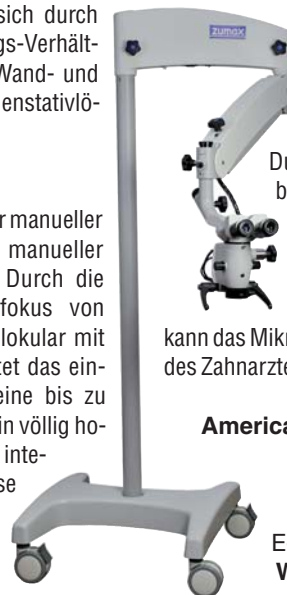 sich durch
gs-Verhält-
Wand- und
enstativlö-
r manueller
manueller
Durch die
fokus von
lokular mit
tet das ein-
eine bis zu
in völlig ho-
inte-
se
zumax
Du
b
kann das Mikr
des Zahnarzte
America
E
W